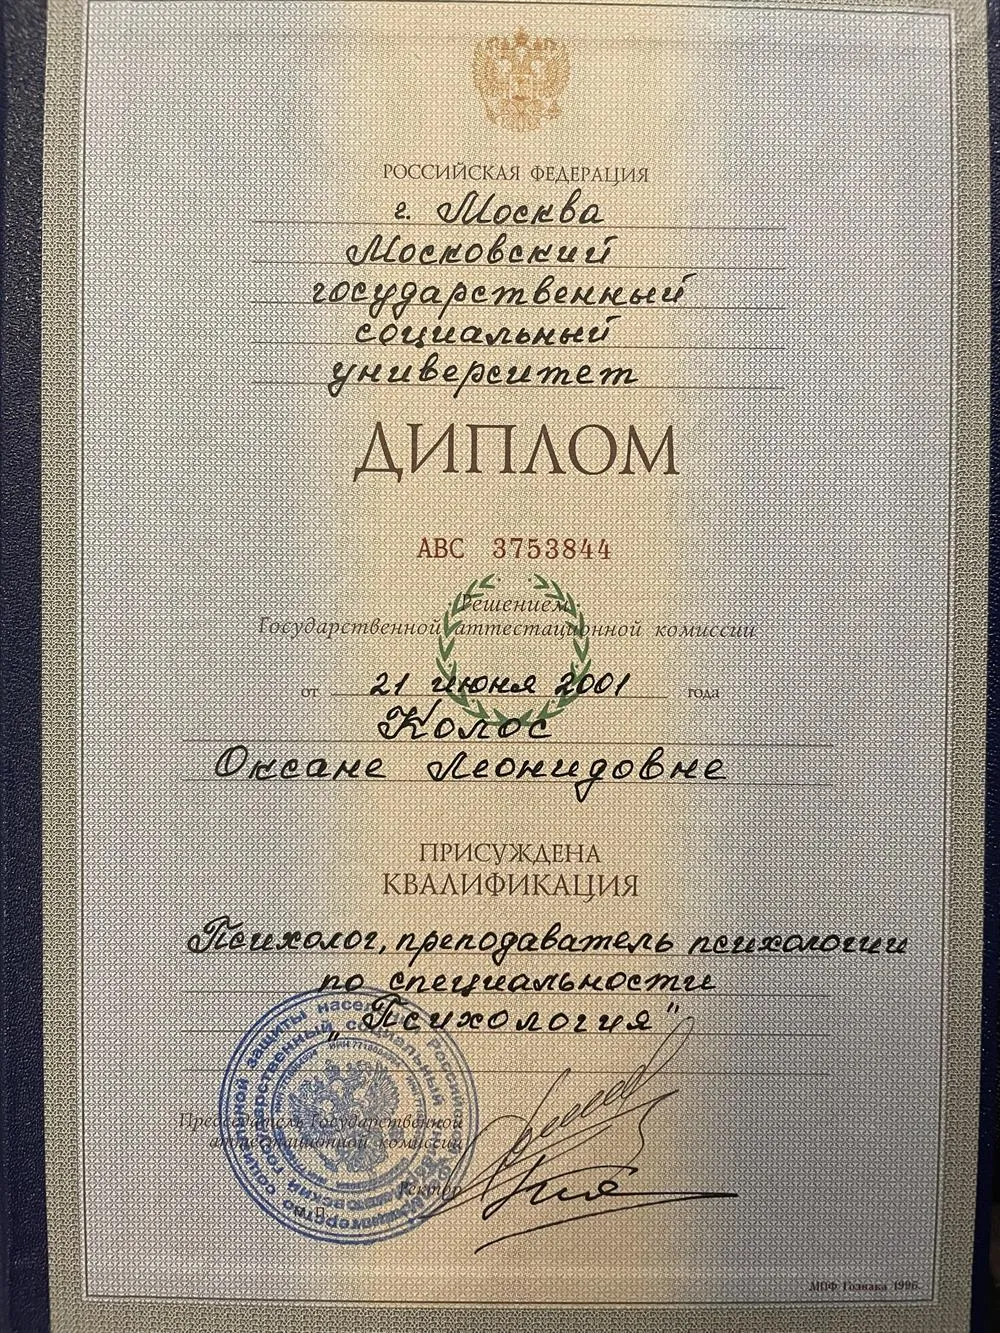 РОССИЙСКАЯ ФЕДЕРАЦИЯ
г. Москва
Московский
государственный
социальный
университет
ДИПЛОМ
АВС 3753844
Решением
Государственной аттестационной комиссии
от 21 июня 2001 года
Колос
Оксане Леонидовне
ПРИСУЖДЕНА
КВАЛИФИКАЦИЯ
Психолог, преподаватель психологии
по специальности
"Психология"
Председатель Государственной
аттестационной комиссии
Ректор
МПФ Гознака 1996.